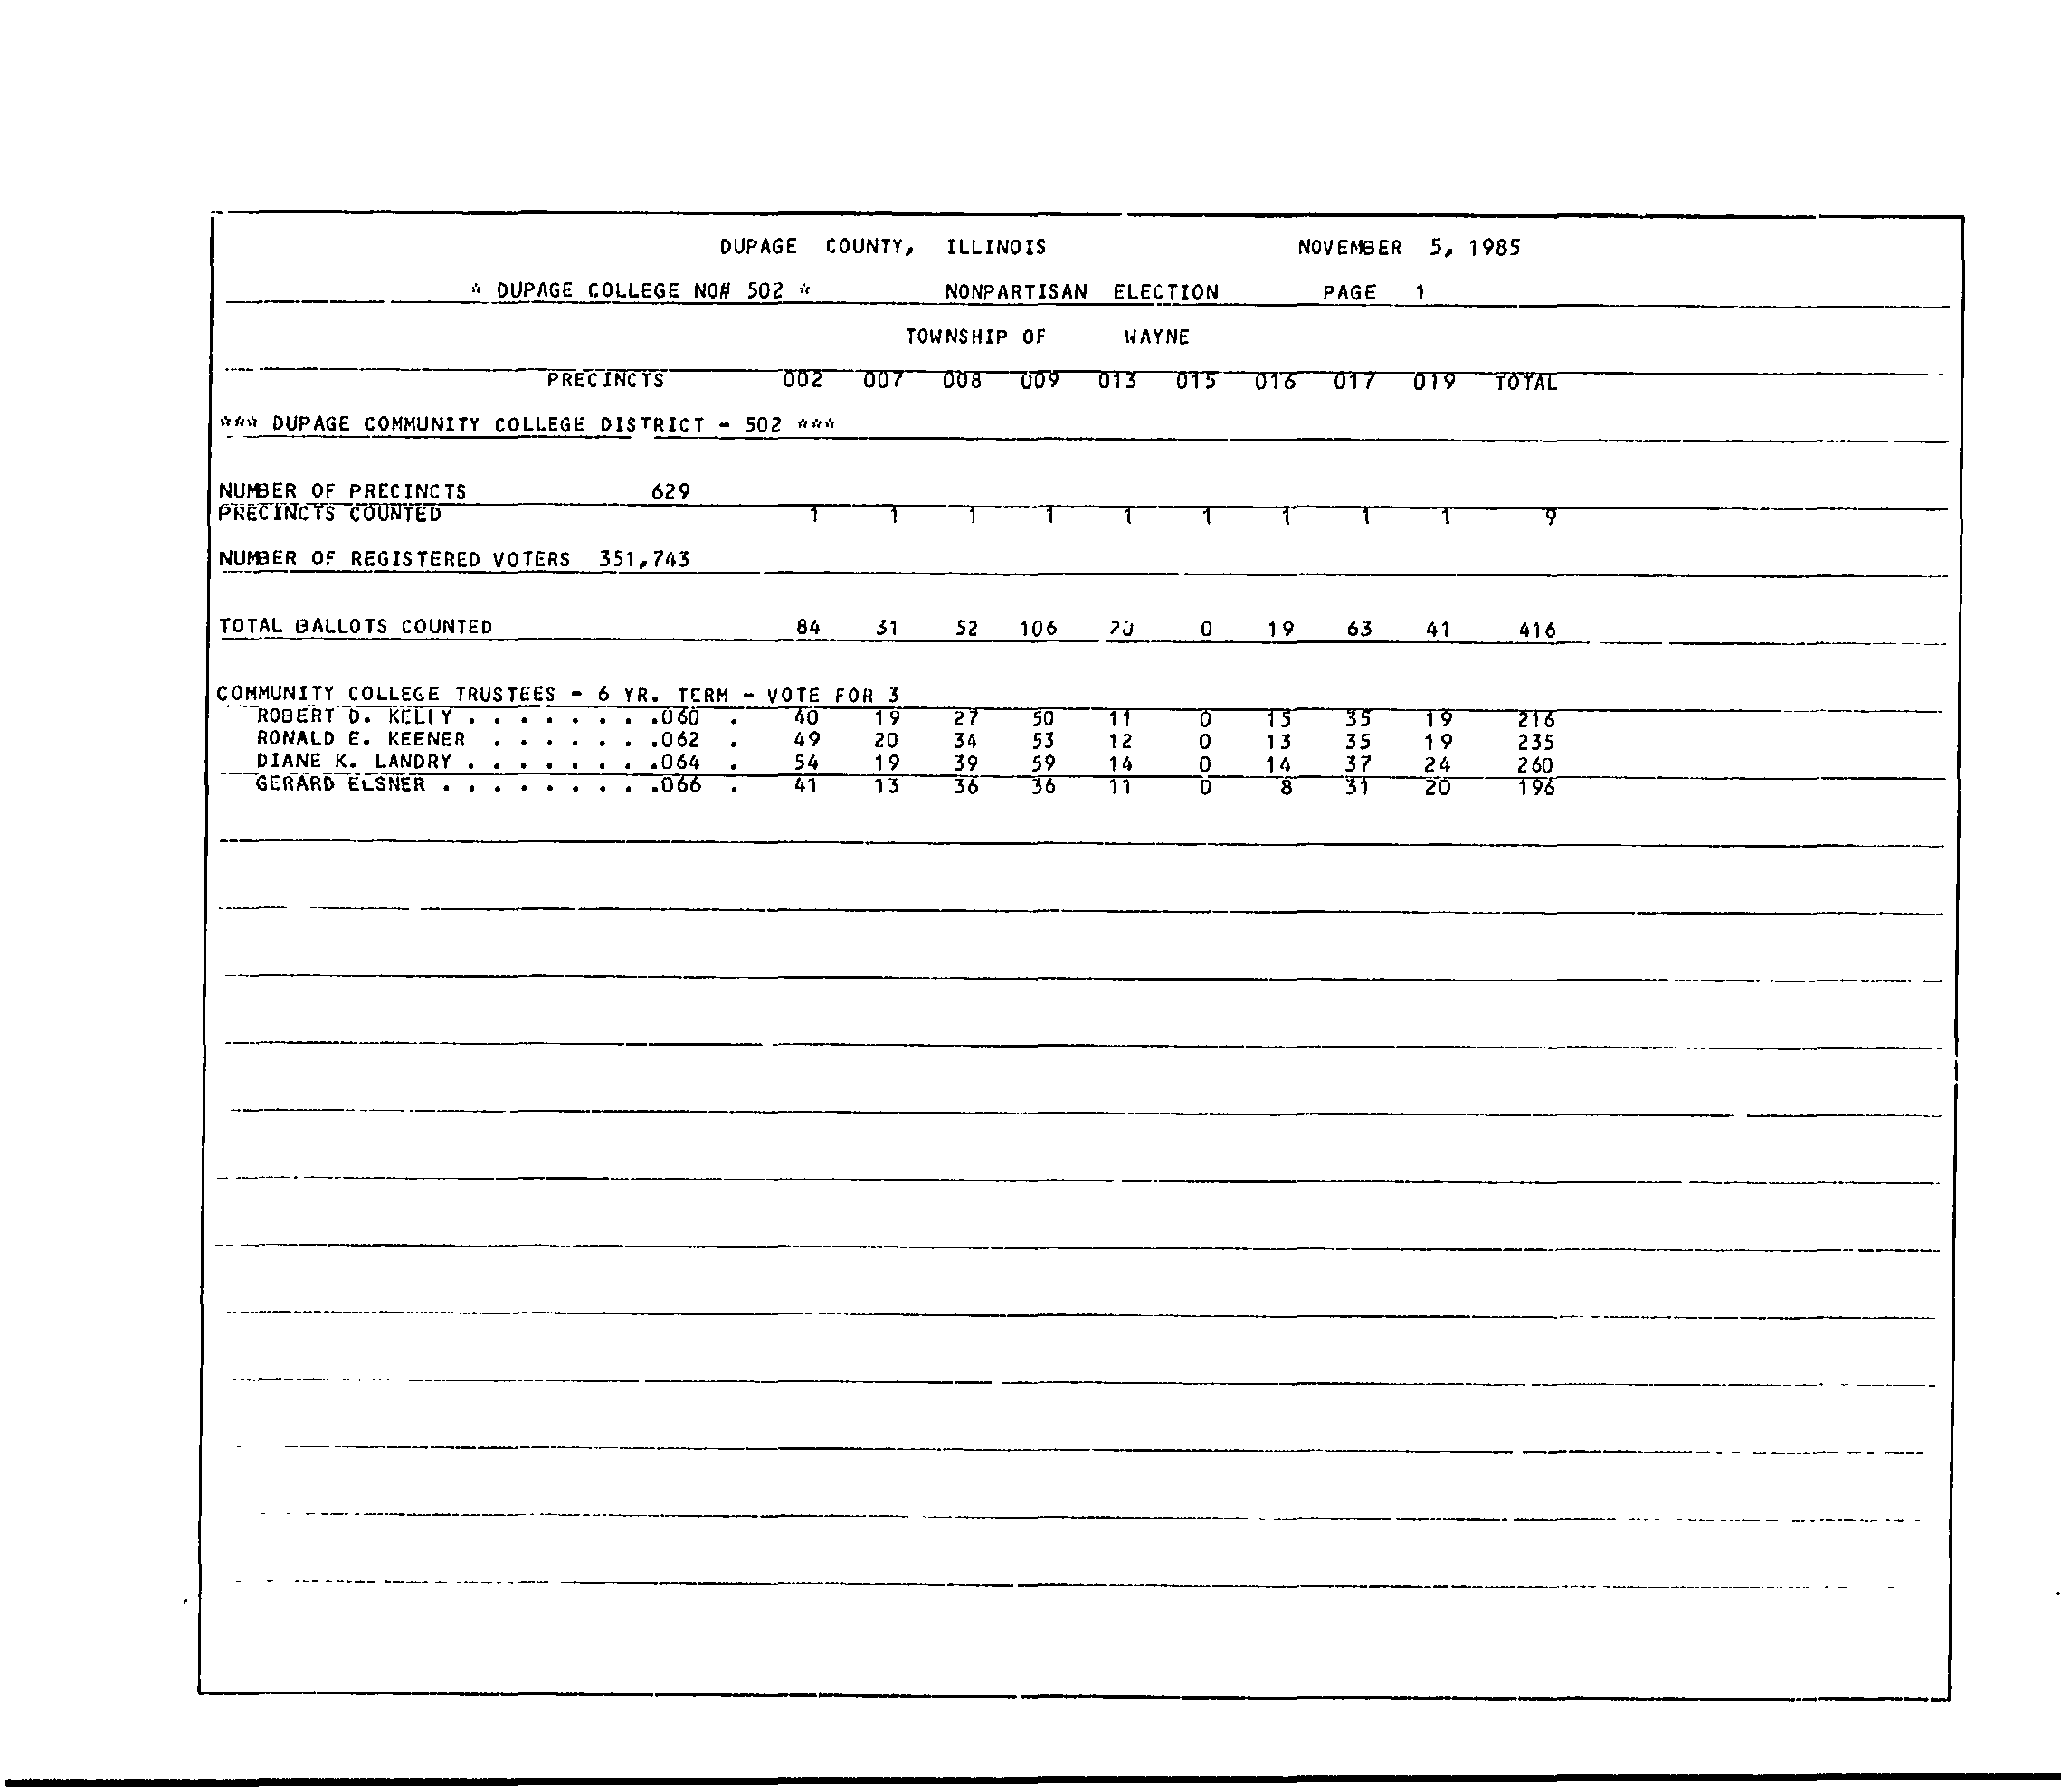 DUPAGE COUNTY, ILLINOIS NOVEMBER 5, 1985
* DUPAGE COLLEGE NO# 502 * NONPARTISAN ELECTION PAGE 1
TOWNSHIP OF WAYNE
PRECINCTS 002 007 008 009 013 015 016 017 019 TOTAL
*** DUPAGE COMMUNITY COLLEGE DISTRICT - 502 ***
NUMBER OF PRECINCTS 629
PRECINCTS COUNTED 1 1 1 1 1 1 1 1 1 9
NUMBER OF REGISTERED VOTERS 351,743
TOTAL BALLOTS COUNTED 84 31 52 106 20 0 19 63 41 416
COMMUNITY COLLEGE TRUSTEES - 6 YR. TERM - VOTE FOR 3
ROBERT D. KELLY . . . . . . . .060 . 40 19 27 50 11 0 15 35 19 216
RONALD E. KEENER . . . . . . .062 . 49 20 34 53 12 0 13 35 19 235
DIANE K. LANDRY . . . . . . . .064 . 54 19 39 59 14 0 14 37 24 260
GERARD ELSNER . . . . . . . . .066 . 41 13 36 36 11 0 8 31 20 196